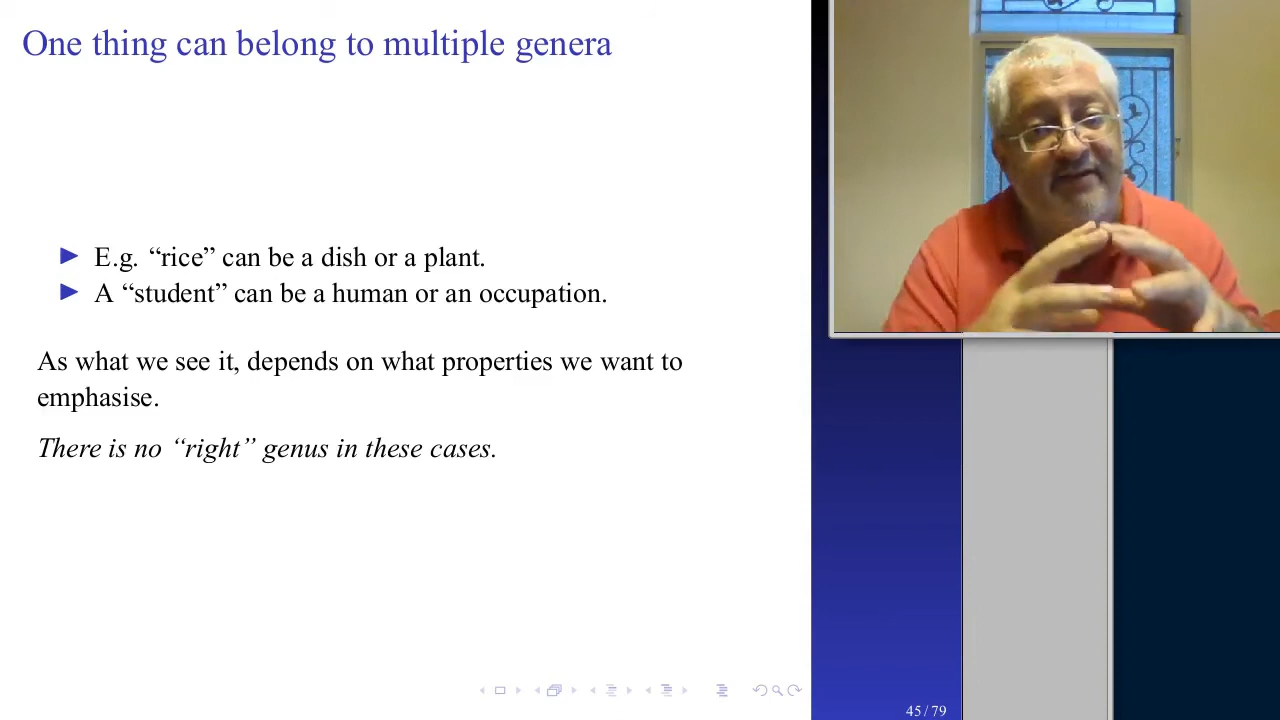 One thing can belong to multiple genera
E.g. “rice” can be a dish or a plant.
A “student” can be a human or an occupation.
As what we see it, depends on what properties we want to
emphasise.
There is no “right” genus in these cases.
45 / 79